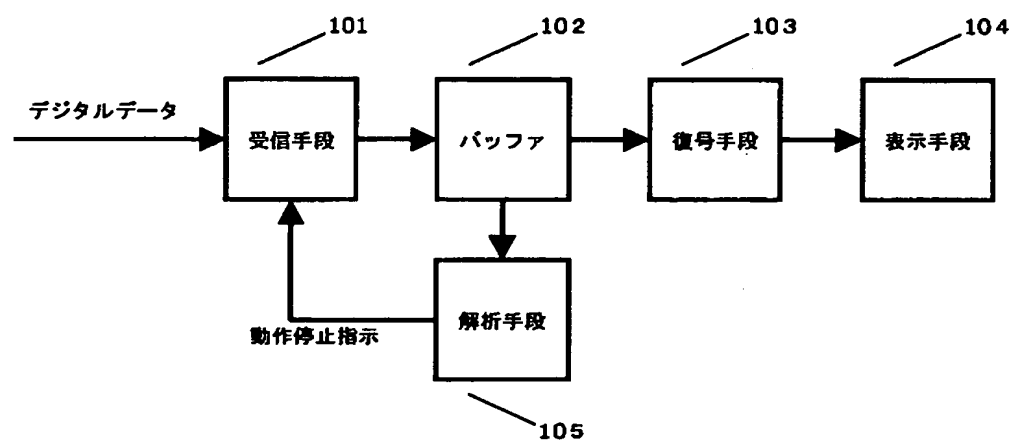 101
102
103
104
デジタルデータ
受信手段
バッファ
復号手段
表示手段
解析手段
動作停止指示
105